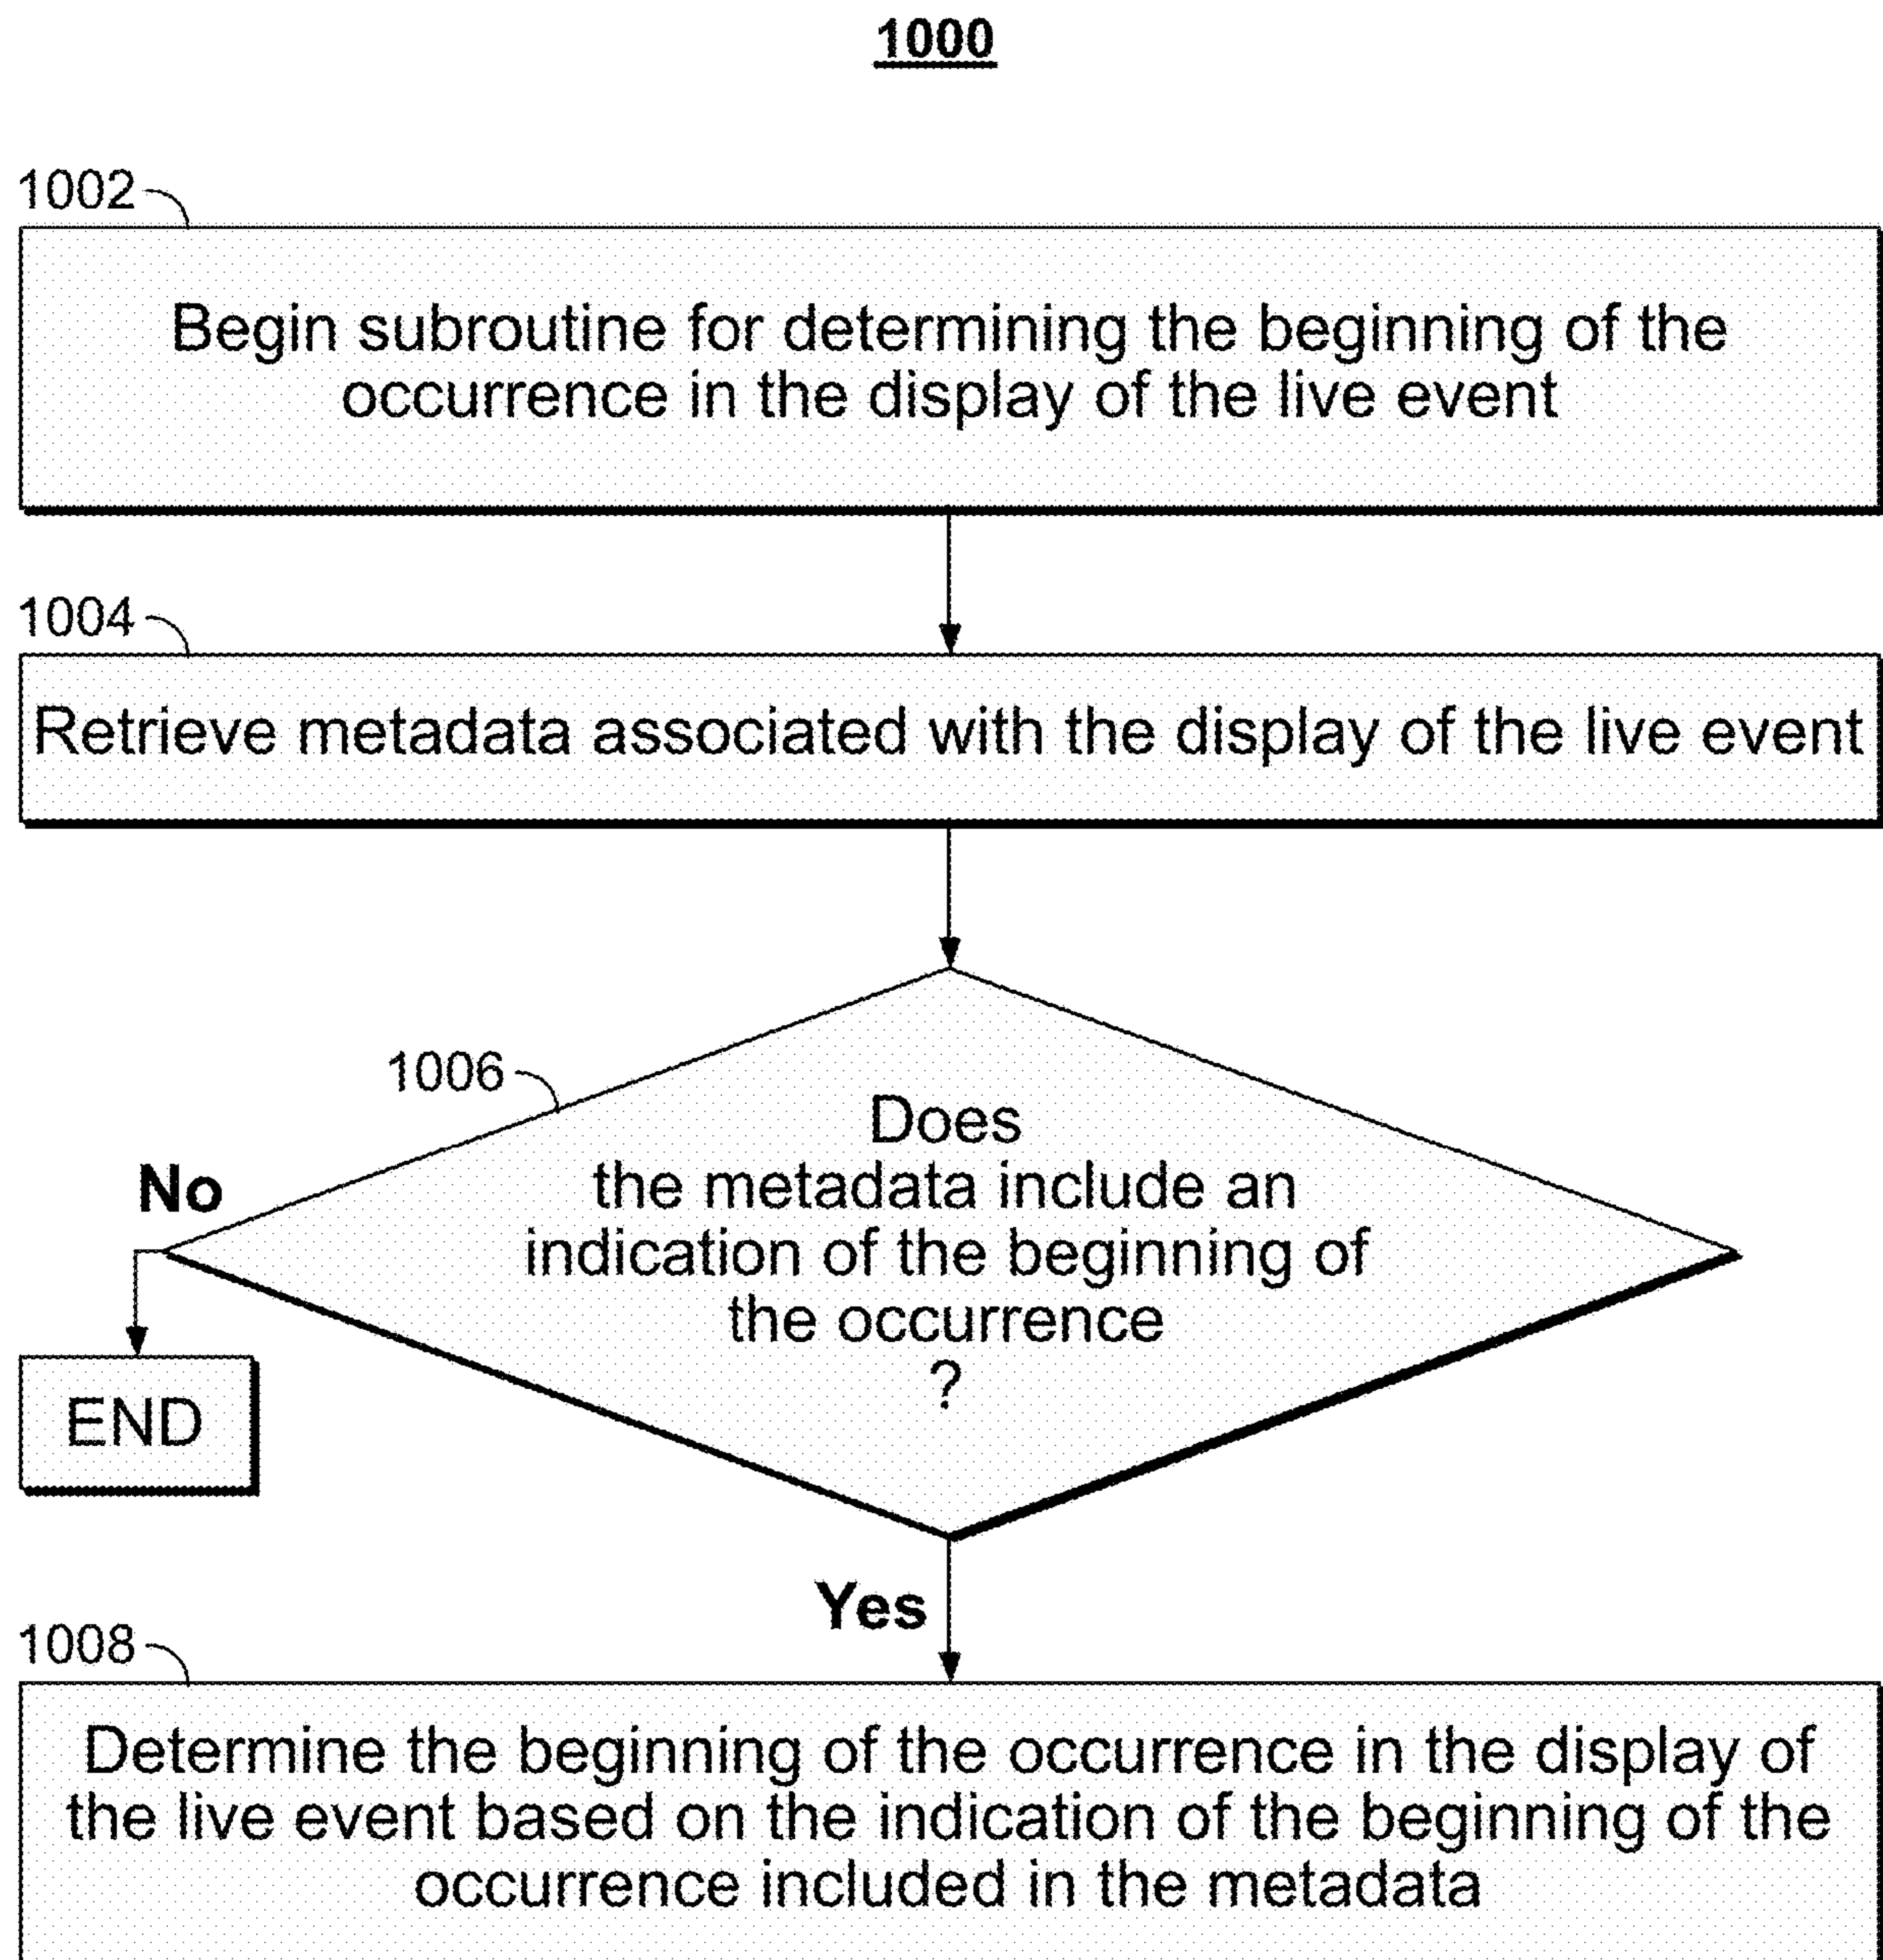 1000
1002
Begin subroutine for determining the beginning of the
occurrence in the display of the live event
1004
Retrieve metadata associated with the display of the live event
1006
Does
the metadata include an
indication of the beginning of
the occurrence
?
No
END
Yes
1008
Determine the beginning of the occurrence in the display of
the live event based on the indication of the beginning of the
occurrence included in the metadata